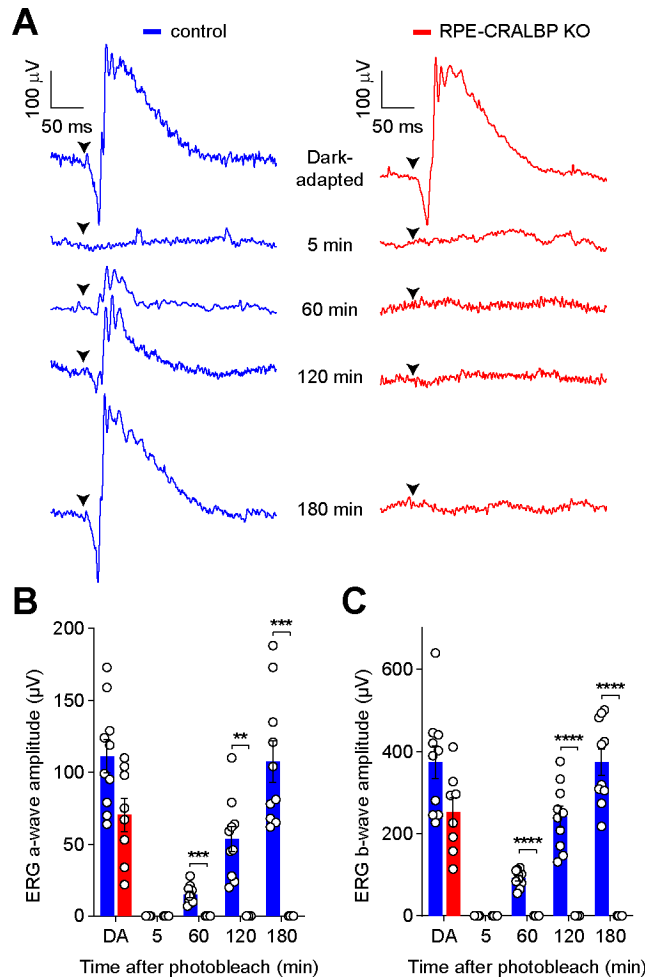 A
control
RPE-CRALBP KO
100 µV
50 ms
100 µV
50 ms
Dark-
adapted
5 min
60 min
120 min
180 min
B
ERG a-wave amplitude (µV)
200
150
100
50
0
***
**
***
DA
5
60
120
180
Time after photobleach (min)
C
ERG b-wave amplitude (µV)
600
400
200
0
****
****
****
DA
5
60
120
180
Time after photobleach (min)